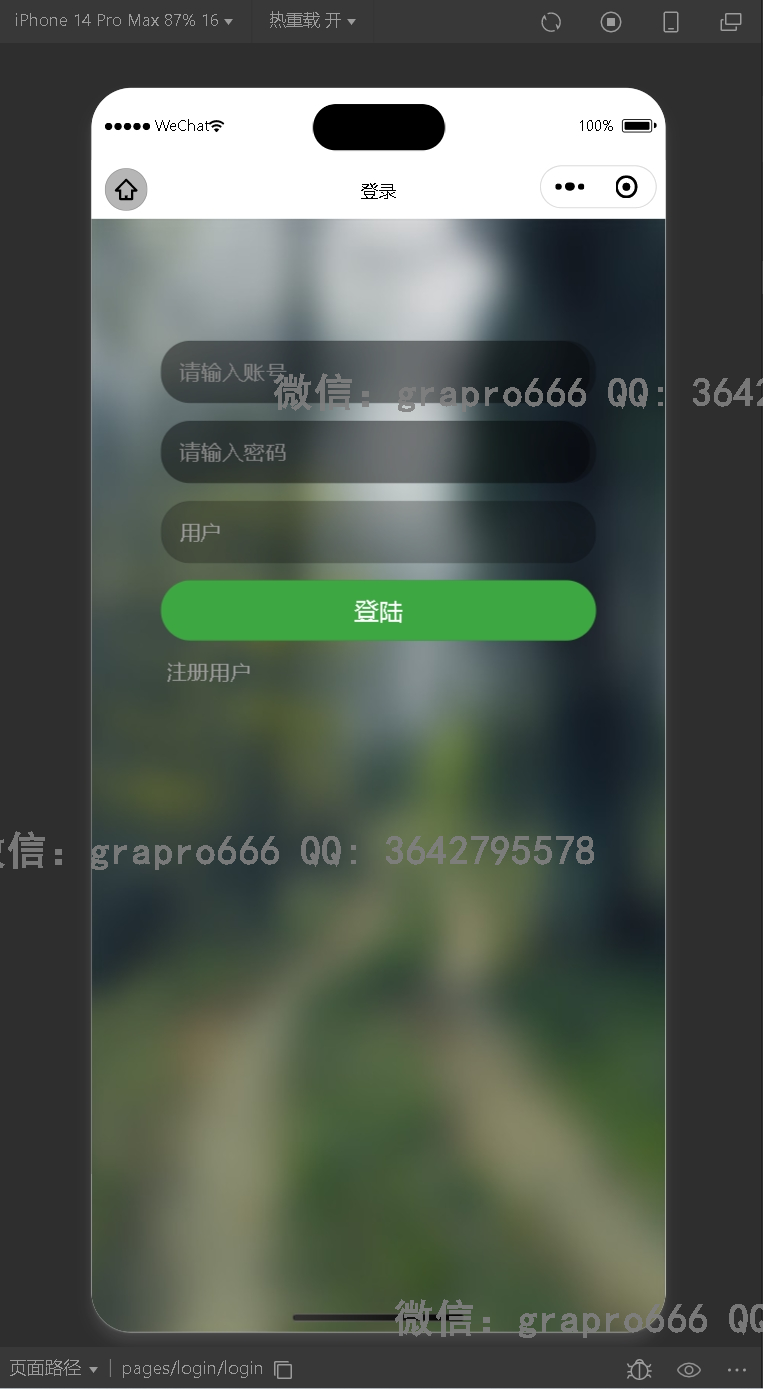 iPhone 14 Pro Max 87% 16
热重载 开
WeChat
100%
登录
请输入账号
微信: grapro666 QQ: 3642
请输入密码
用户
登陆
注册用户
微信: grapro666 QQ: 3642795578
微信: grapro666 QQ
页面路径
pages/login/login